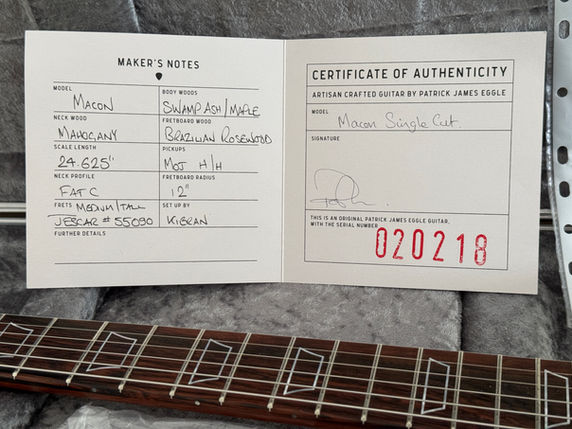 MAKER'S NOTES
MODEL
MACON
BODY WOODS
SWAMP ASH / MAPLE
NECK WOOD
MAHOGANY
FRETBOARD WOOD
BRAZILIAN ROSEWOOD
SCALE LENGTH
24.625"
PICKUPS
MOJ H/H
NECK PROFILE
FAT C
FRETBOARD RADIUS
12"
FRETS MEDIUM/TALL
JESCAR # 55090
SET UP BY
KIERAN
FURTHER DETAILS
CERTIFICATE OF AUTHENTICITY
ARTISAN CRAFTED GUITAR BY PATRICK JAMES EGGLE
MODEL
Macon Single Cut.
SIGNATURE
THIS IS AN ORIGINAL PATRICK JAMES EGGLE GUITAR,
WITH THE SERIAL NUMBER
020218